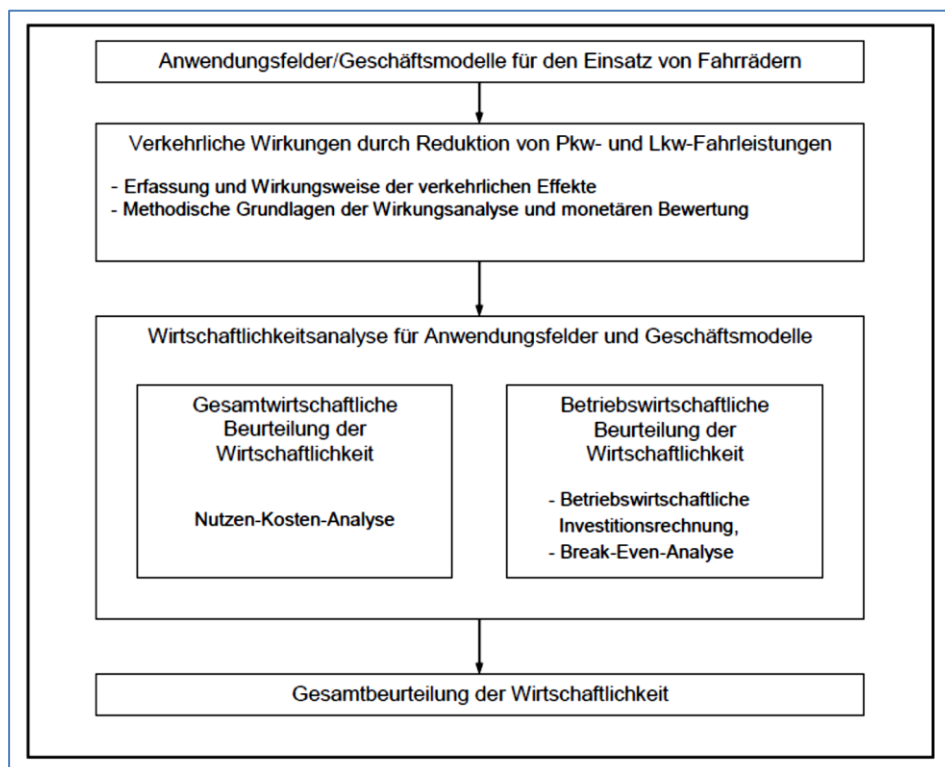 Anwendungsfelder/Geschäftsmodelle für den Einsatz von Fahrrädern
Verkehrliche Wirkungen durch Reduktion von Pkw- und Lkw-Fahrleistungen
- Erfassung und Wirkungsweise der verkehrlichen Effekte
- Methodische Grundlagen der Wirkungsanalyse und monetären Bewertung
Wirtschaftlichkeitsanalyse für Anwendungsfelder und Geschäftsmodelle
Gesamtwirtschaftliche
Beurteilung der
Wirtschaftlichkeit
Nutzen-Kosten-Analyse
Betriebswirtschaftliche
Beurteilung der
Wirtschaftlichkeit
- Betriebswirtschaftliche
Investitionsrechnung,
- Break-Even-Analyse
Gesamtbeurteilung der Wirtschaftlichkeit